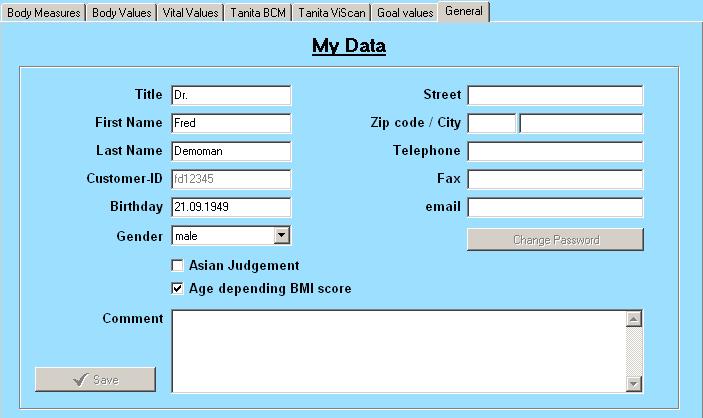 Body Measures Body Values Vital Values Tanita BCM Tanita ViScan Goal values General
My Data
Title Dr. Street
First Name Fred Zip code / City
Last Name Demoman Telephone
Customer-ID fd12345 Fax
Birthday 21.09.1949 email
Gender male Change Password
Asian Judgement
Age depending BMI score
Comment
Save